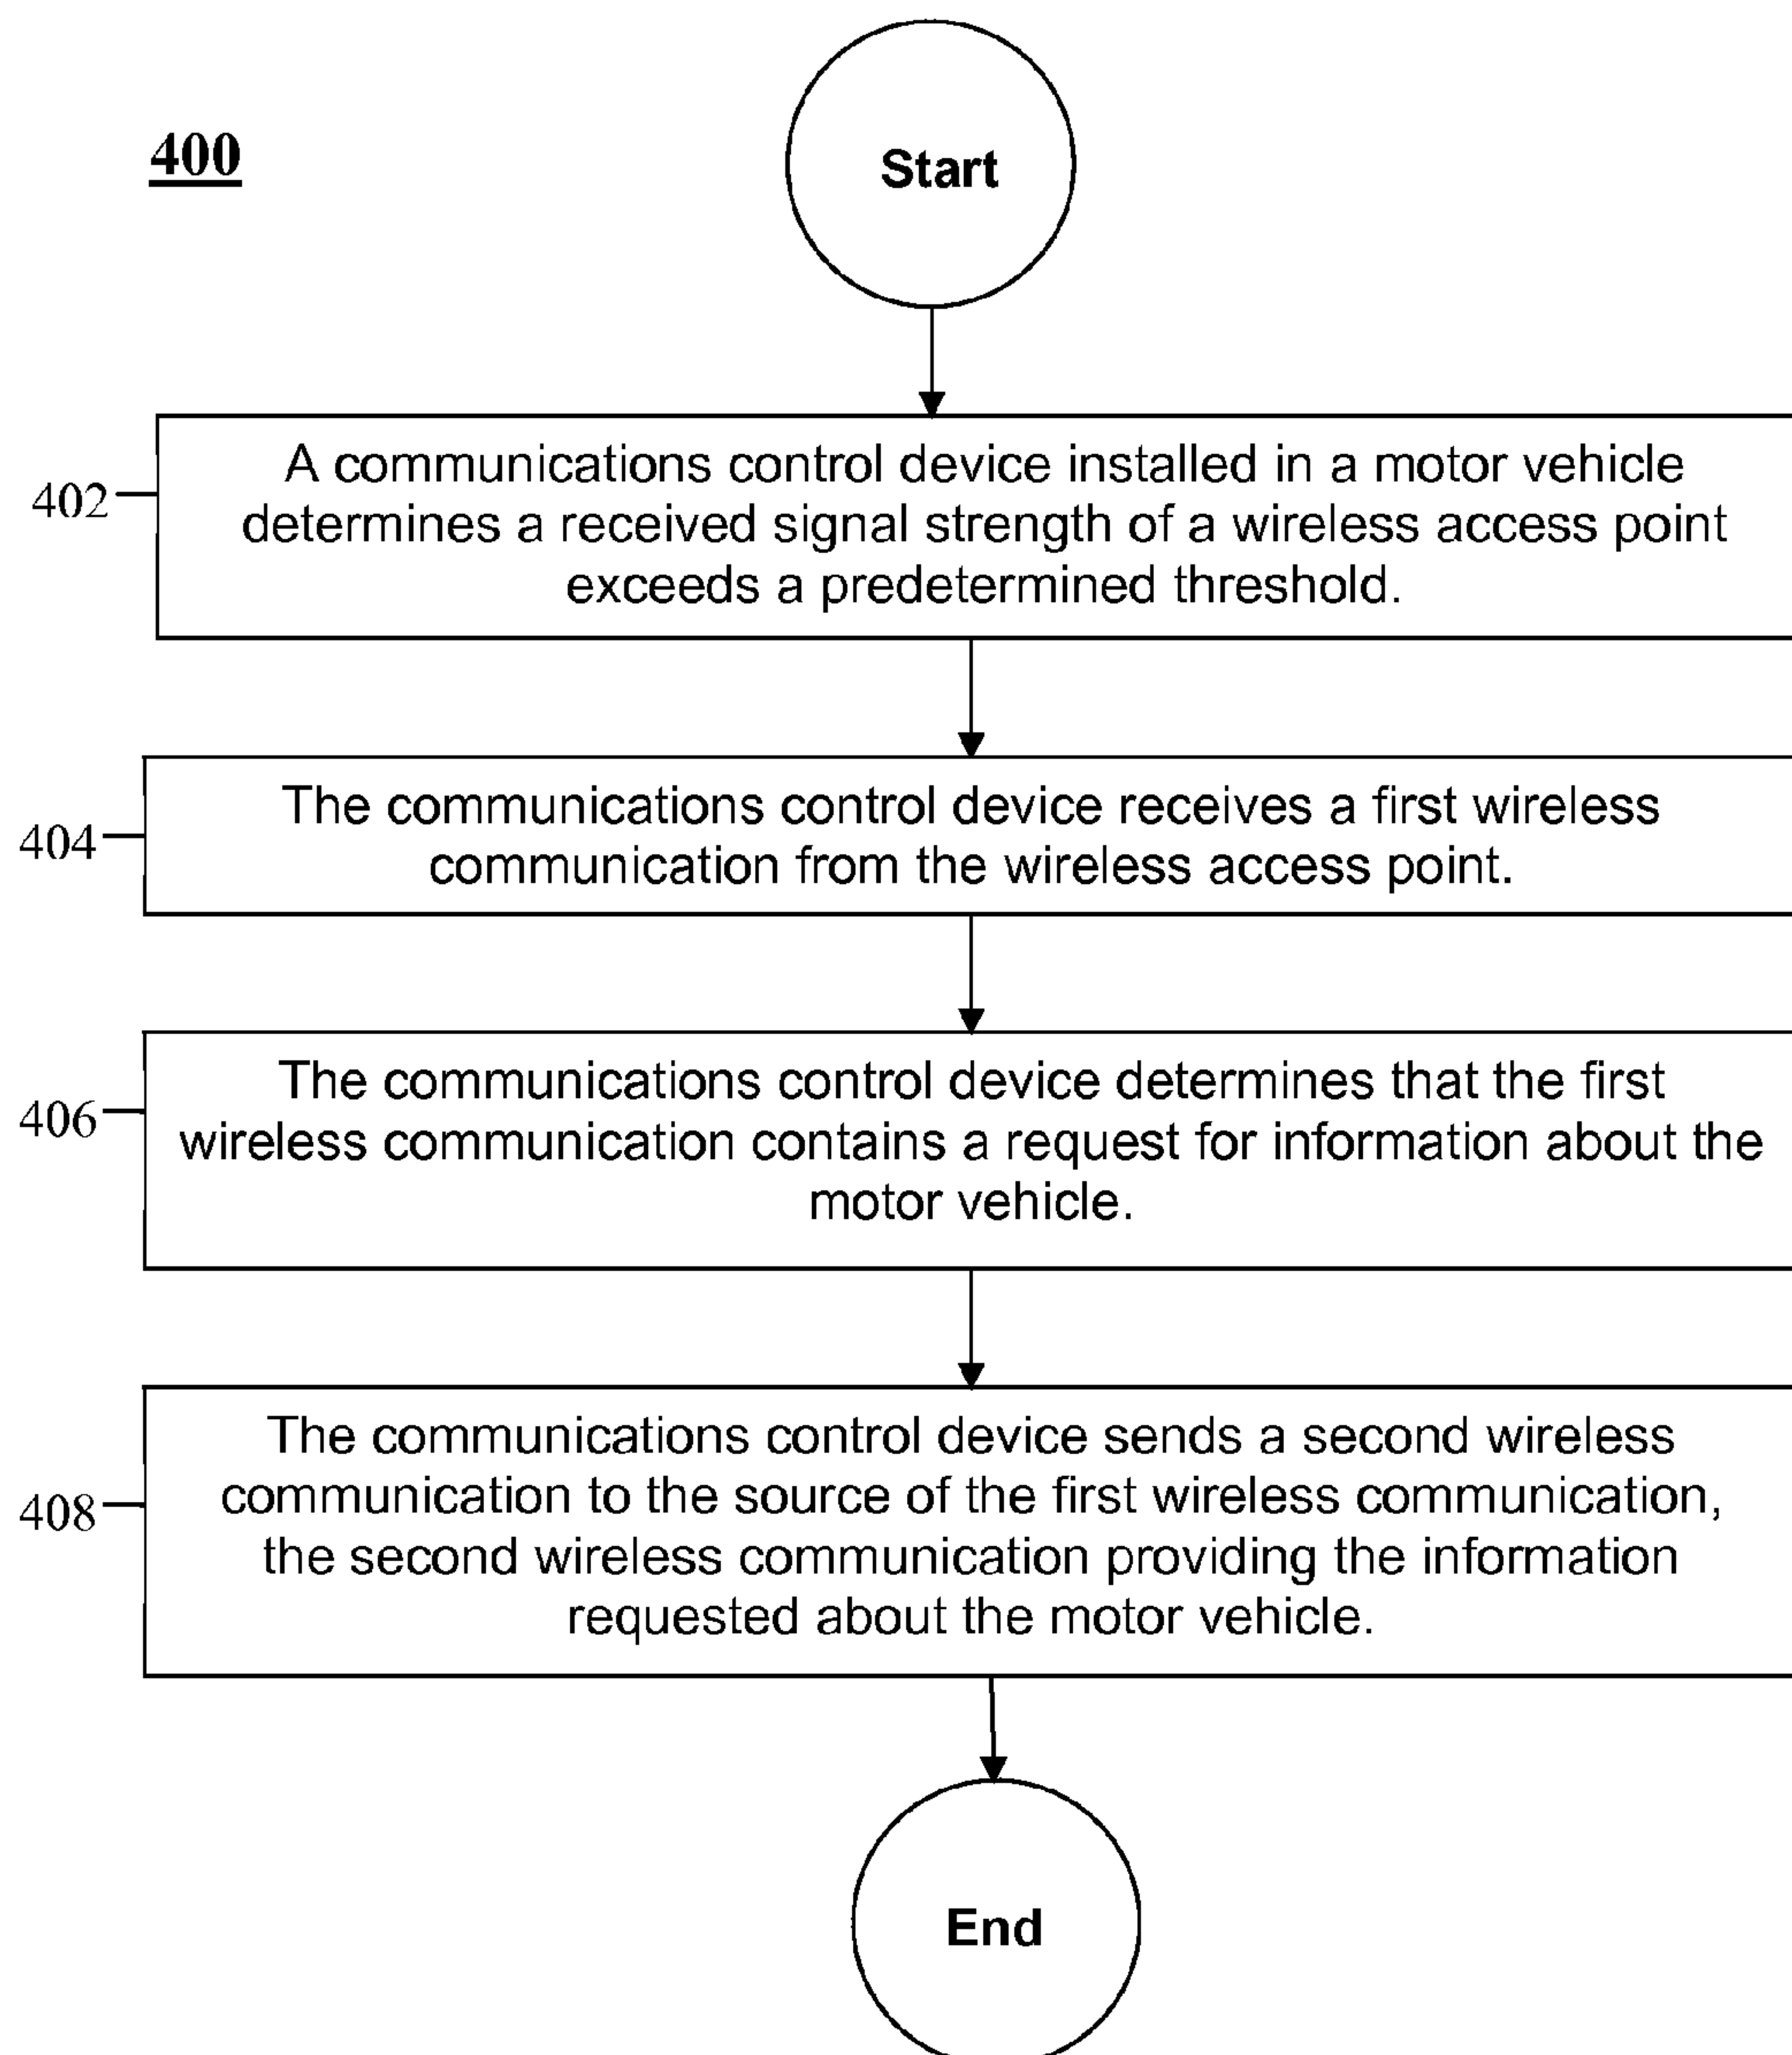 400
Start
402
A communications control device installed in a motor vehicle
determines a received signal strength of a wireless access point
exceeds a predetermined threshold.
404
The communications control device receives a first wireless
communication from the wireless access point.
406
The communications control device determines that the first
wireless communication contains a request for information about the
motor vehicle.
408
The communications control device sends a second wireless
communication to the source of the first wireless communication,
the second wireless communication providing the information
requested about the motor vehicle.
End